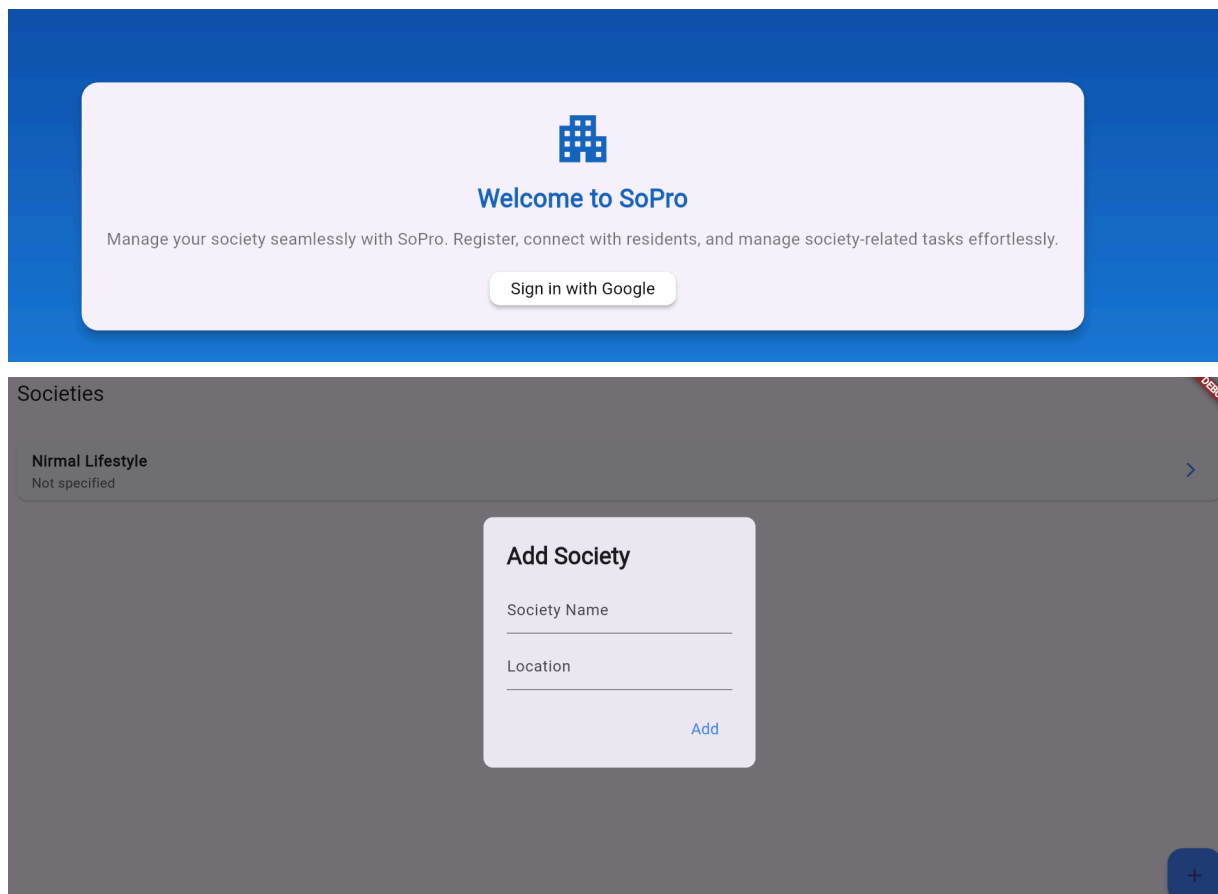 Welcome to SoPro
Manage your society seamlessly with SoPro. Register, connect with residents, and manage society-related tasks effortlessly.
Sign in with Google
Societies
Nirmal Lifestyle
Not specified
Add Society
Society Name
Location
Add
+